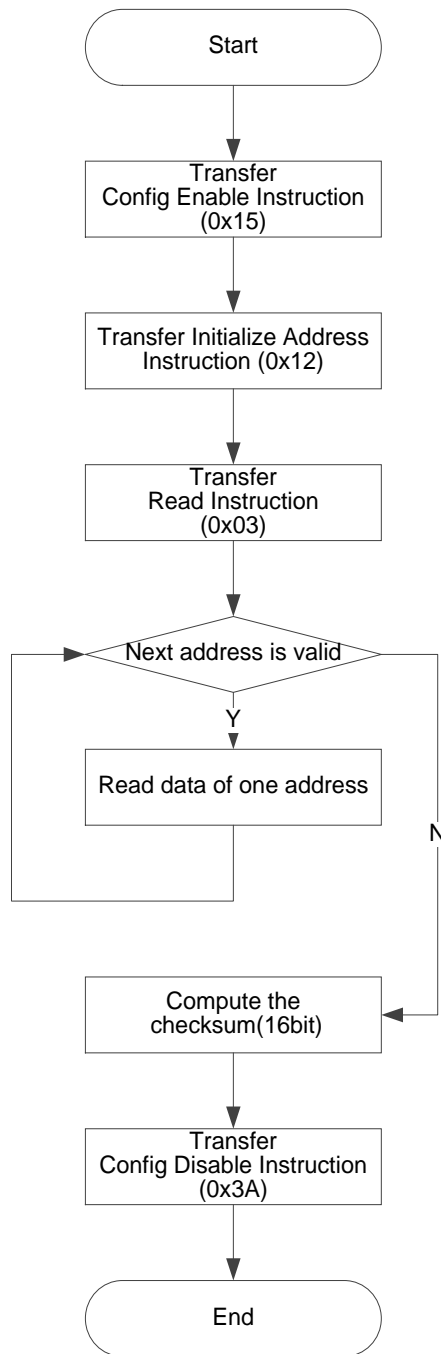 Start
Transfer
Config Enable Instruction
(0x15)
Transfer Initialize Address
Instruction (0x12)
Transfer
Read Instruction
(0x03)
Next address is valid
Y
Read data of one address
N
Compute the
checksum(16bit)
Transfer
Config Disable Instruction
(0x3A)
End